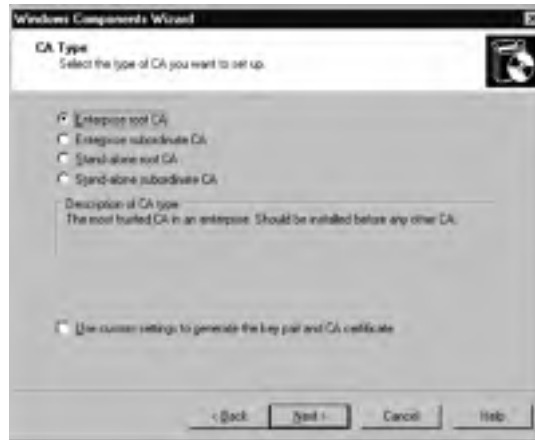 Windows Components Wizard
CA Type
Select the type of CA you want to set up.
Enterprise root CA
Enterprise subordinate CA
Stand-alone root CA
Stand-alone subordinate CA
Description of CA type
The most trusted CA in an enterprise. Should be installed before any other CA.
Use custom settings to generate the key pair and CA certificate
< Back
Next >
Cancel
Help